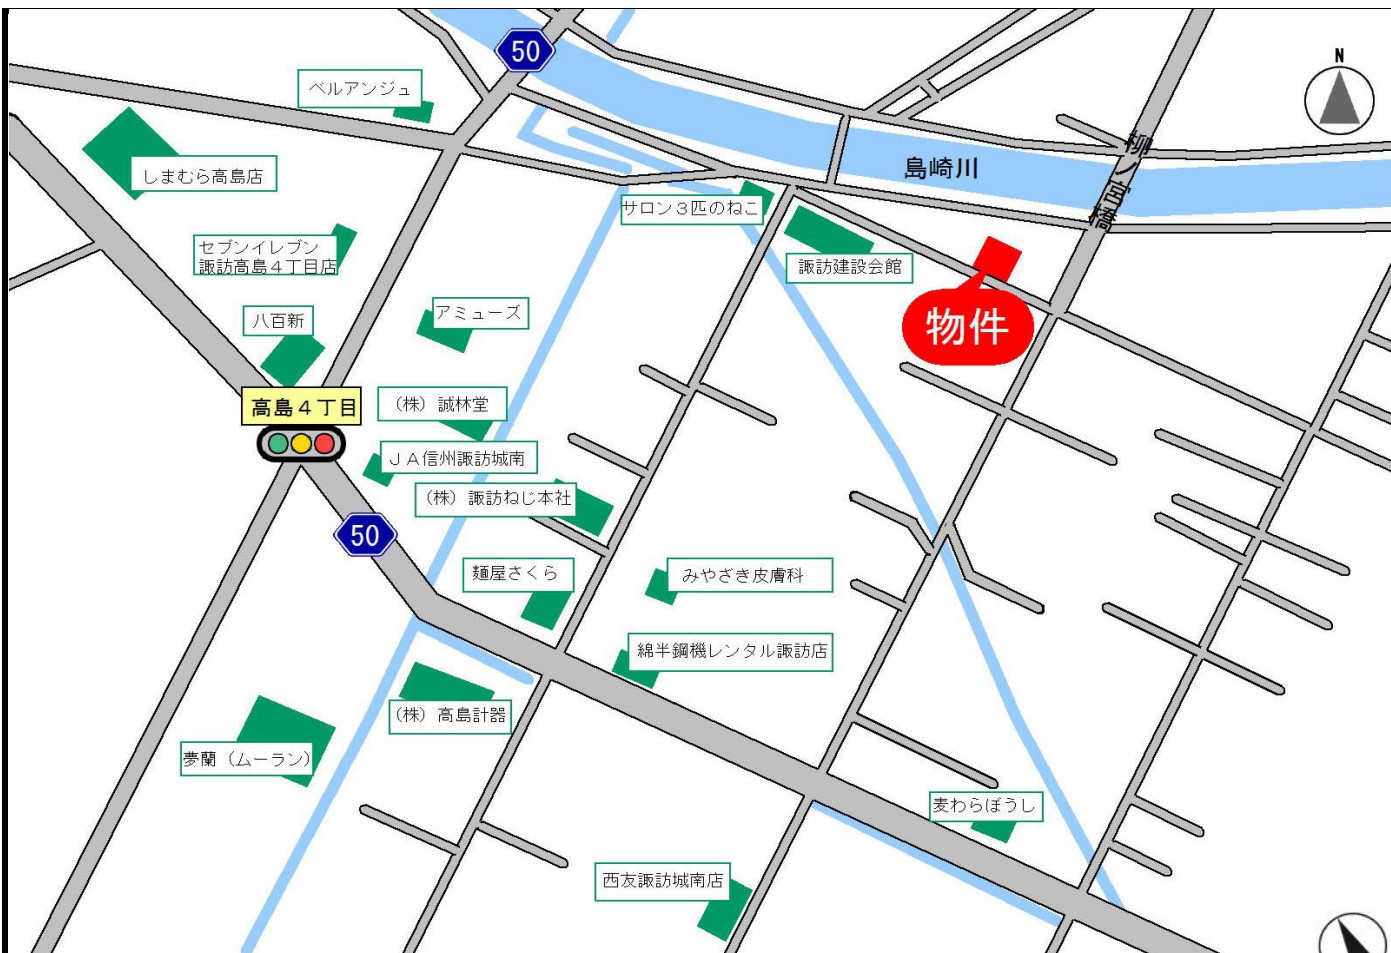 50
N
ベルアンジュ
柳ノ宮橋
島崎川
しまむら高島店
サロン３匹のねこ
セブンイレブン
諏訪高島４丁目店
諏訪建設会館
八百新
アミューズ
物件
高島４丁目
（株）誠林堂
ＪＡ信州諏訪城南
（株）諏訪ねじ本社
50
麺屋さくら
みやざき皮膚科
綿半鋼機レンタル諏訪店
（株）高島計器
夢蘭（ムーラン）
麦わらぼうし
西友諏訪城南店